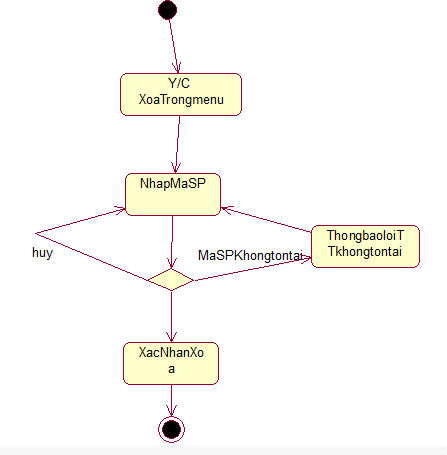 Y/C
XoaTrongmenu
NhapMaSP
ThongbaoloiT
Tkhongtontai
huy
MaSPKhongtontai
XacNhanXo
a